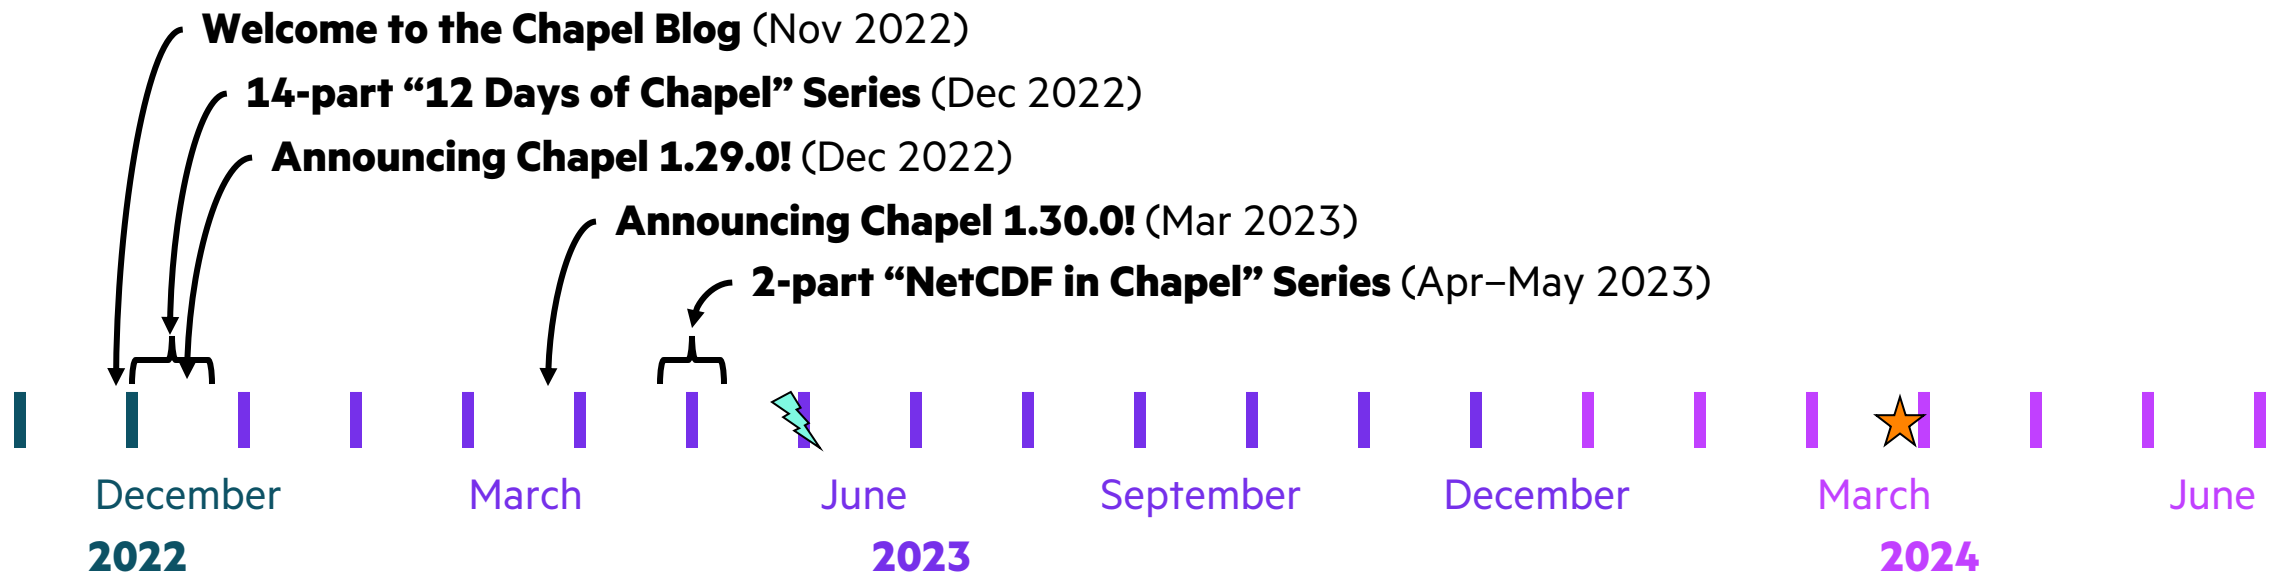 Welcome to the Chapel Blog (Nov 2022)
14-part “12 Days of Chapel” Series (Dec 2022)
Announcing Chapel 1.29.0! (Dec 2022)
Announcing Chapel 1.30.0! (Mar 2023)
2-part “NetCDF in Chapel” Series (Apr–May 2023)
December March June September December March June
2022 2023 2024